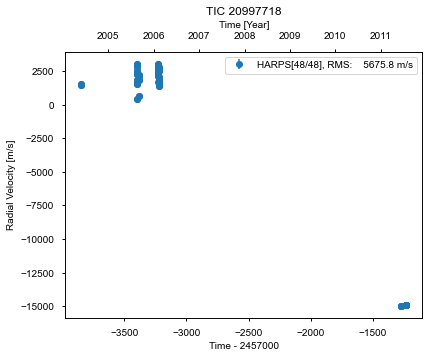 TIC 20997718
Time [Year]
2005 2006 2007 2008 2009 2010 2011
HARPS[48/48], RMS: 5675.8 m/s
2500
0
−2500
−5000
−7500
−10000
−12500
−15000
Radial Velocity [m/s]
−3500 −3000 −2500 −2000 −1500
Time - 2457000